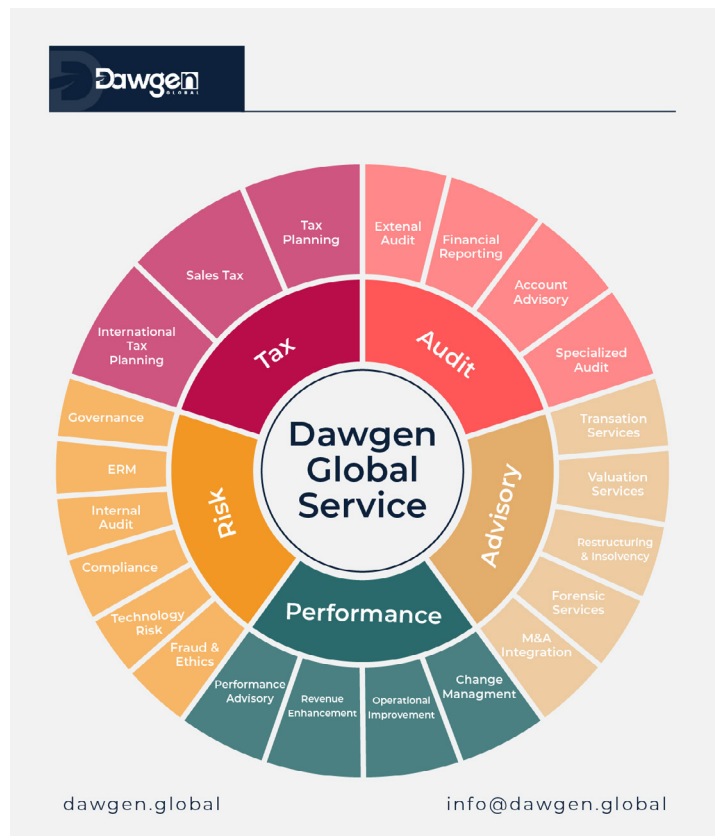 Dawgen
GLOBAL
Tax
Planning
Sales Tax
International
Tax
Planning
Extenal
Audit
Financial
Reporting
Account
Advisory
Specialized
Audit
Tax
Audit
Governance
ERM
Internal
Audit
Compliance
Technology
Risk
Fraud &
Ethics
Risk
Dawgen
Global
Service
Advisory
Transation
Services
Valuation
Services
Restructuring
& Insolvency
Forensic
Services
M&A
Integration
Performance
Performance
Advisory
Revenue
Enhancement
Operational
Improvement
Change
Managment
dawgen.global
info@dawgen.global